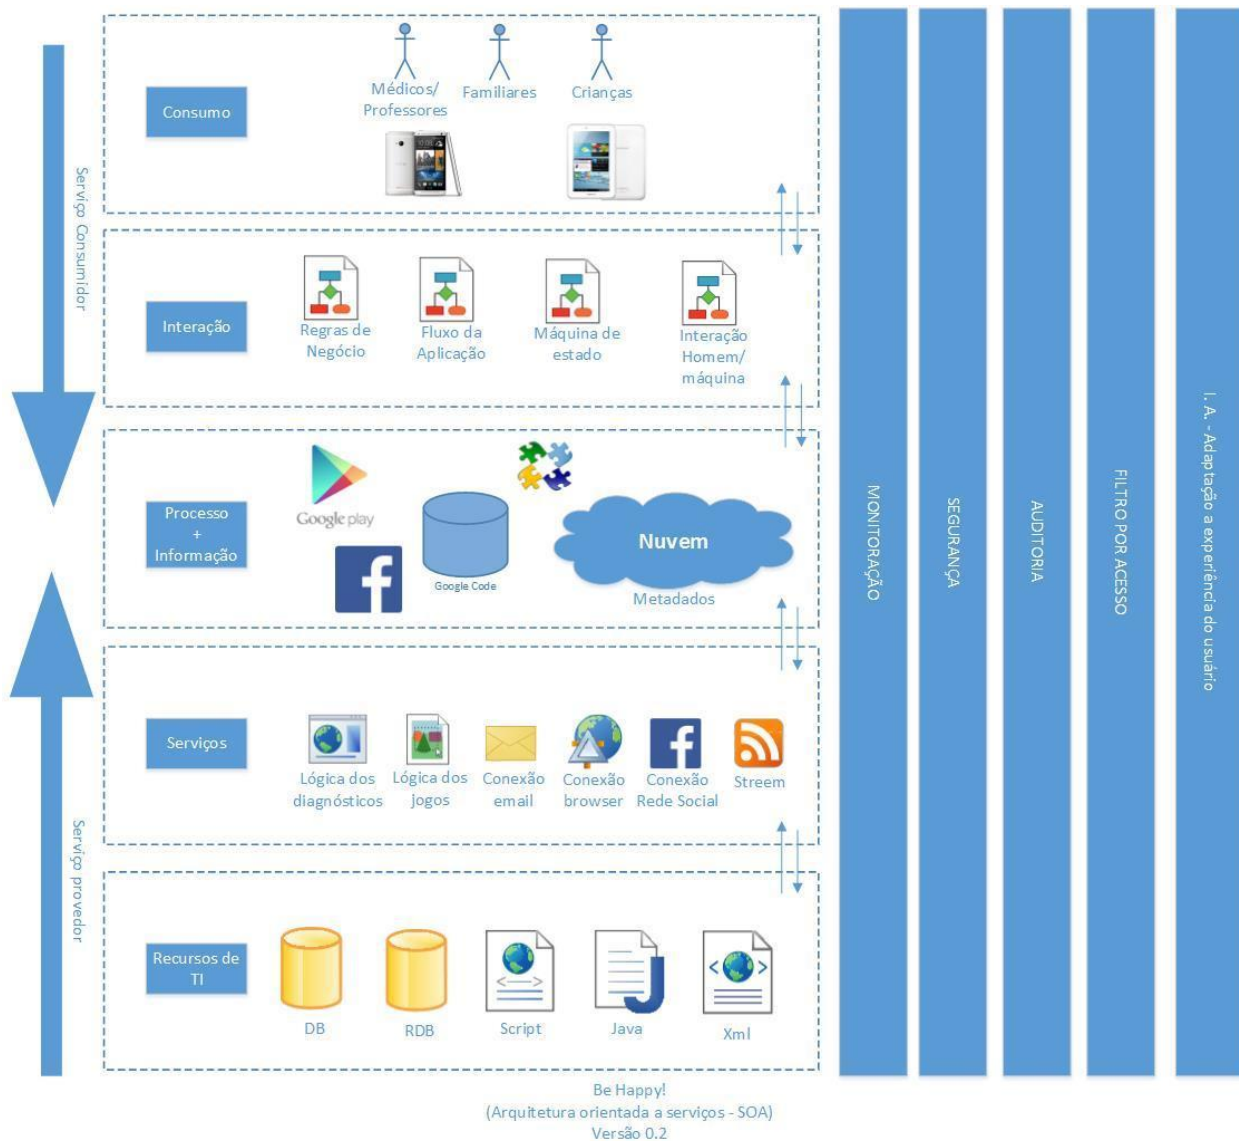 Serviço Consumidor
Consumo
Médicos/
Professores
Familiares
Crianças
Interação
Regras de
Negócio
Fluxo da
Aplicação
Máquina de
estado
Interação
Homem/
máquina
Processo
+
Informação
Google play
Google Code
Nuvem
Metadados
Serviço provedor
Serviços
Lógica dos
diagnósticos
Lógica dos
jogos
Conexão
email
Conexão
browser
Conexão
Rede Social
Streem
Recursos de
TI
DB
RDB
Script
Java
Xml
MONITORAÇÃO
SEGURANÇA
AUDITORIA
FILTRO POR ACESSO
I. A. - Adaptação a experiência do usuário
Be Happy!
(Arquitetura orientada a serviços - SOA)
Versão 0.2